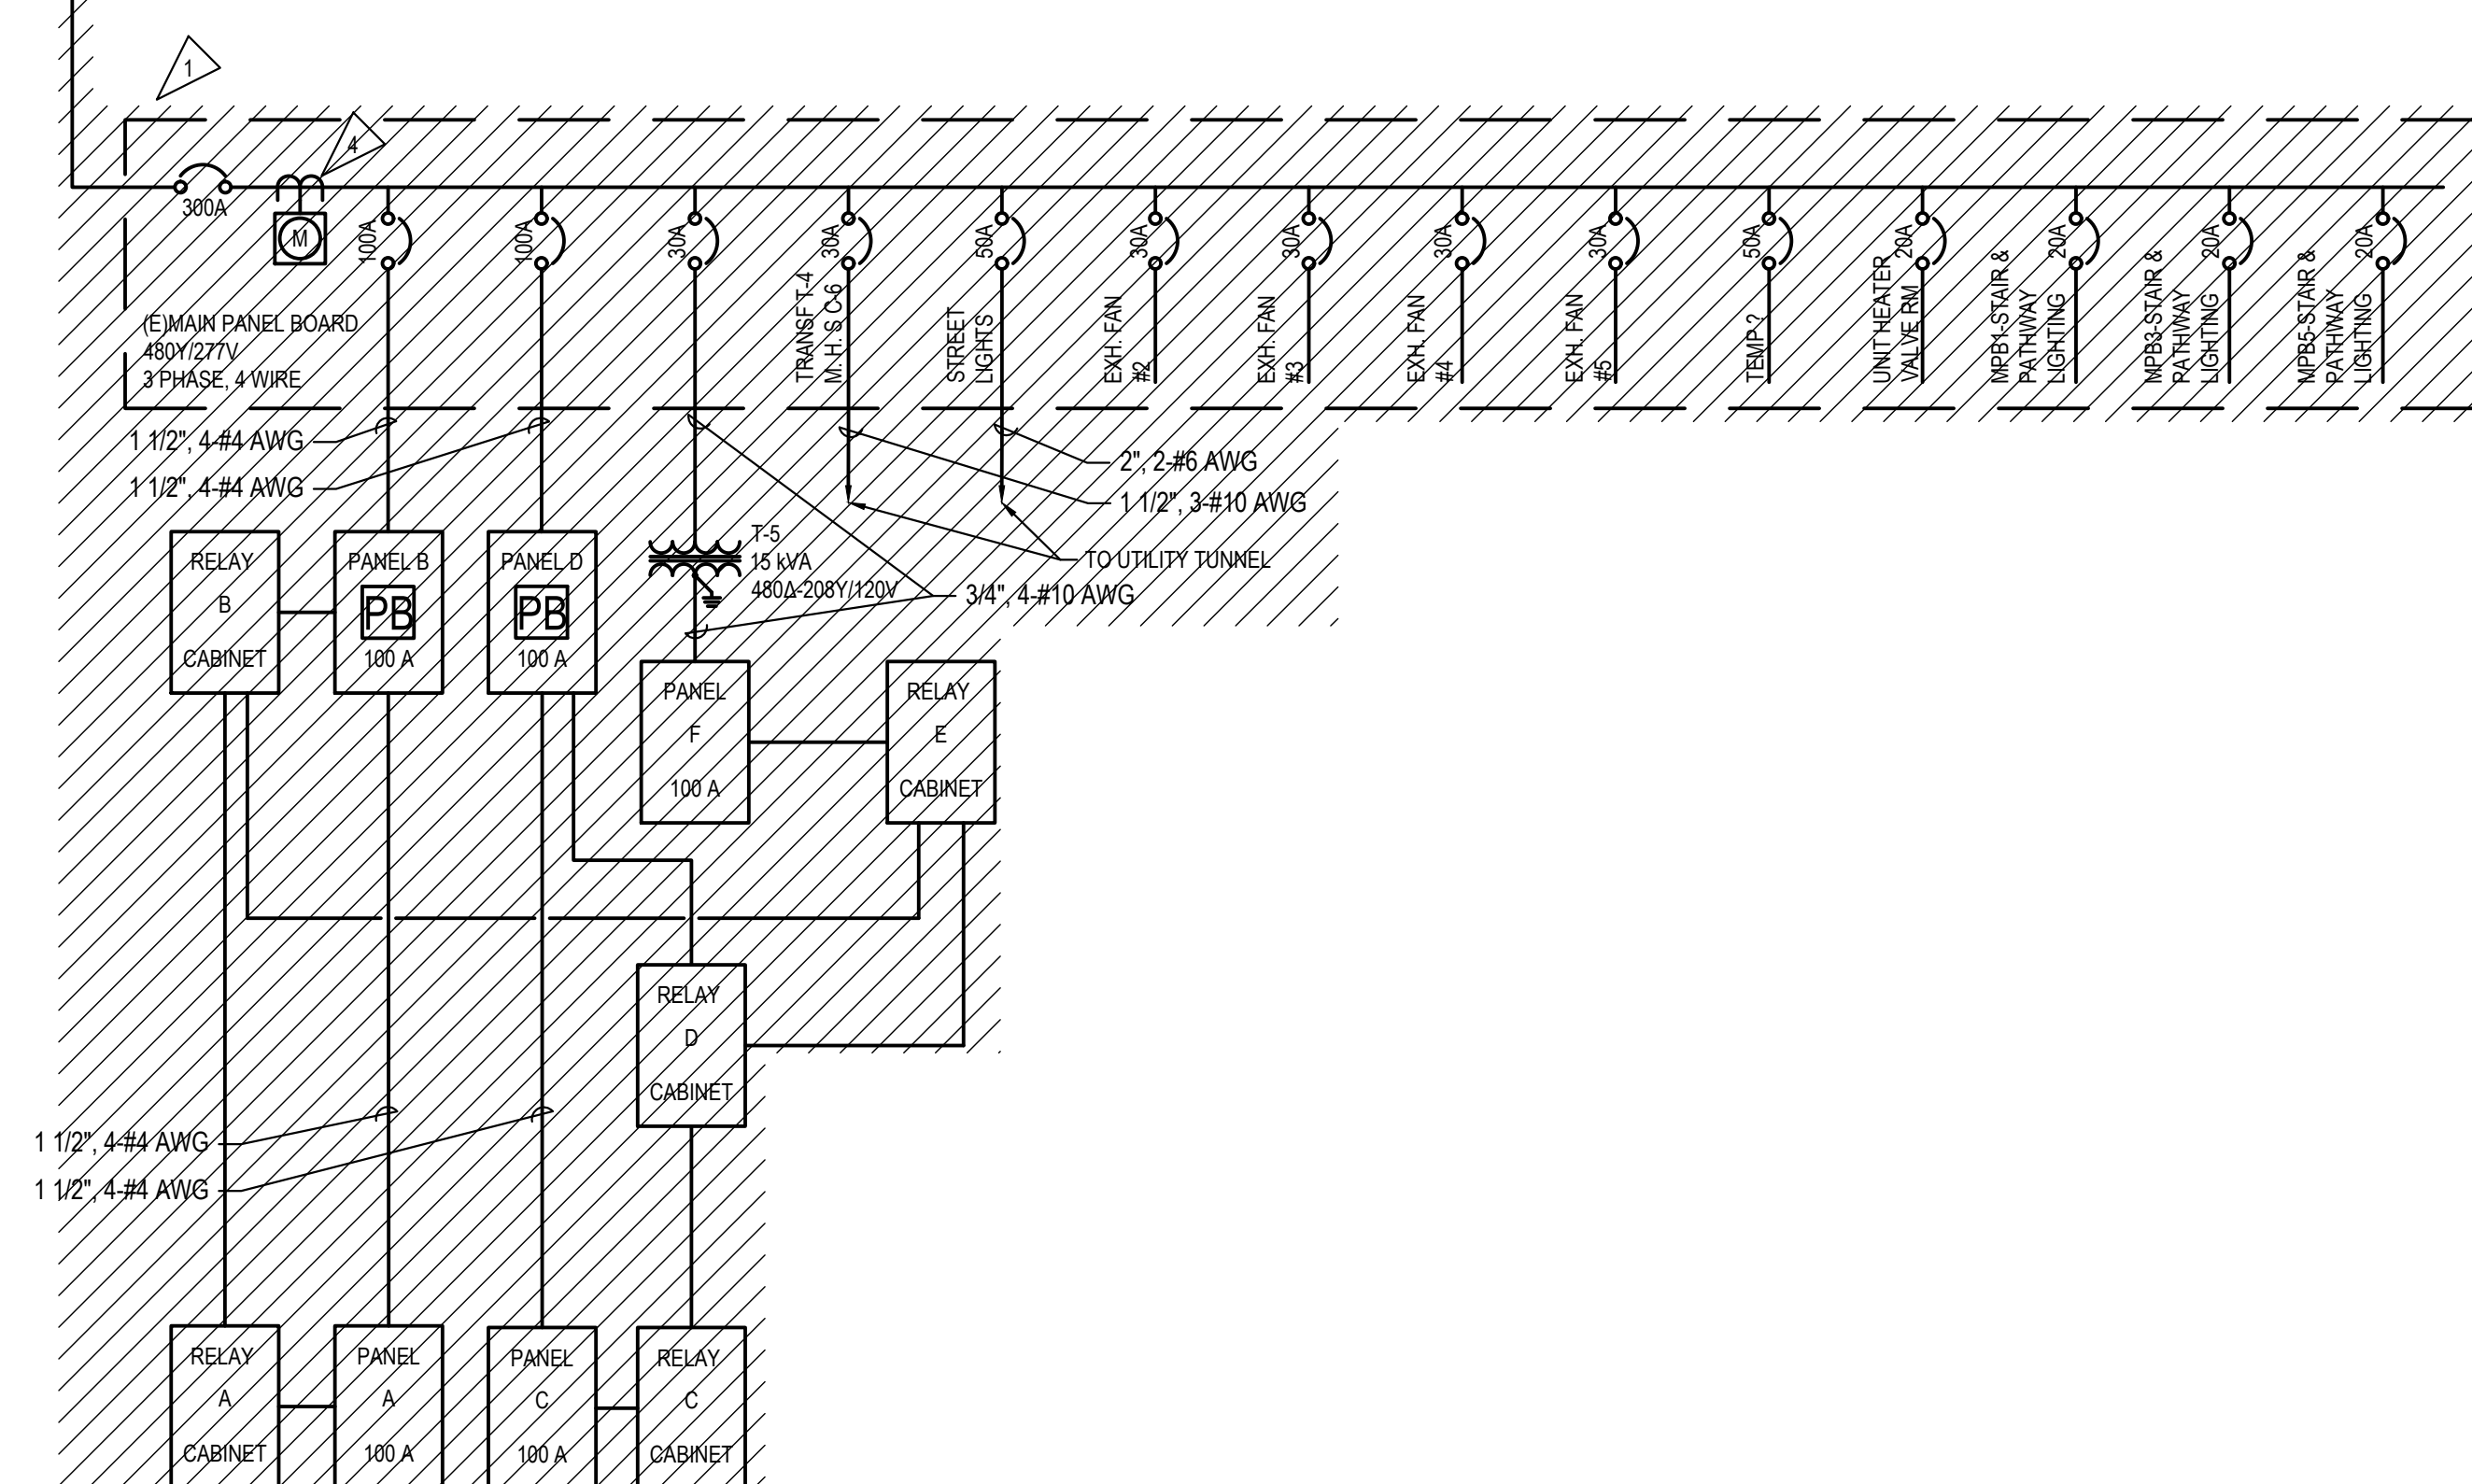 1
4
300A
M
100A
100A
30A
30A
50A
30A
30A
30A
30A
50A
20A
20A
20A
20A
TRANSF T-4
M. H. S C-6
STREET
LIGHTS
EXH. FAN
#2
EXH. FAN
#3
EXH. FAN
#4
EXH. FAN
#5
TEMP ?
UNIT HEATER
VALVE RM
MPB1-STAIR &
PATHWAY
LIGHTING
MPB3-STAIR &
PATHWAY
LIGHTING
MPB5-STAIR &
PATHWAY
LIGHTING
(E)MAIN PANEL BOARD
480Y/277V
3 PHASE, 4 WIRE
1 1/2", 4-#4 AWG
1 1/2", 4-#4 AWG
2", 2-#6 AWG
1 1/2", 3-#10 AWG
TO UTILITY TUNNEL
3/4", 4-#10 AWG
T-5
15 kVA
480Δ-208Y/120V
RELAY
B
CABINET
PANEL B
PB
100 A
PANEL D
PB
100 A
PANEL
F
100 A
RELAY
E
CABINET
RELAY
D
CABINET
1 1/2", 4-#4 AWG
1 1/2", 4-#4 AWG
RELAY
A
CABINET
PANEL
A
100 A
PANEL
C
100 A
RELAY
C
CABINET